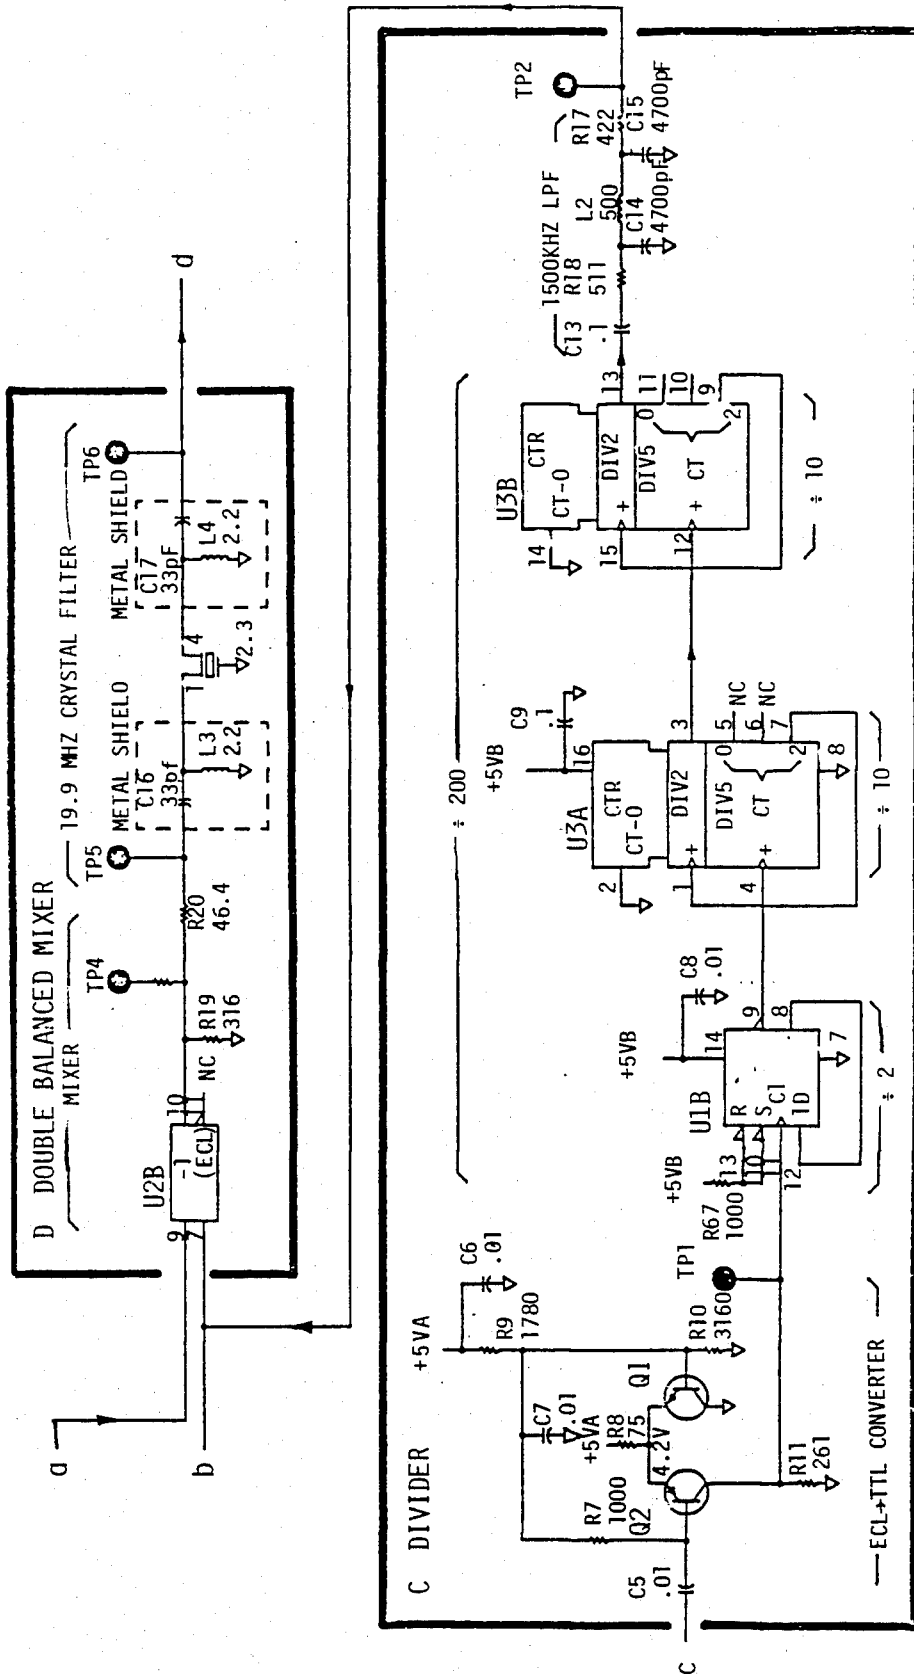 D DOUBLE BALANCED MIXER
MIXER
19.9 MHZ CRYSTAL FILTER
a
b
9
7
U2B
-1
(ECL)
10
NC
R19
316
TP4
R20
46.4
TP5
METAL SHIELD
C16
33pf
L3
2.2
1
4
2.3
METAL SHIELD
C17
33pF
L4
2.2
TP6
d
C DIVIDER
C
C5
.01
+5VA
R9
1780
C6
.01
C7
.01
R7
1000
Q2
+5VA
R8
75
4.2V
Q1
R10
3160
R11
261
TP1
ECL→TTL CONVERTER
÷ 200
+5VB
R67
1000
13
10
12
U1B
R
S
C1
1D
+5VB
14
C8
.01
9
8
7
÷ 2
+5VB
C9
.1
16
U3A
CTR
CT-0
2
DIV2
1
+
3
DIV5
CT
4
+
0
2
5
NC
6
NC
7
8
÷ 10
U3B
CTR
CT-0
14
DIV2
15
+
13
DIV5
CT
12
+
0
2
11
10
9
÷ 10
1500KHZ LPF
C13
.1
R18
511
L2
500
C14
4700pF
R17
422
C15
4700pF
TP2